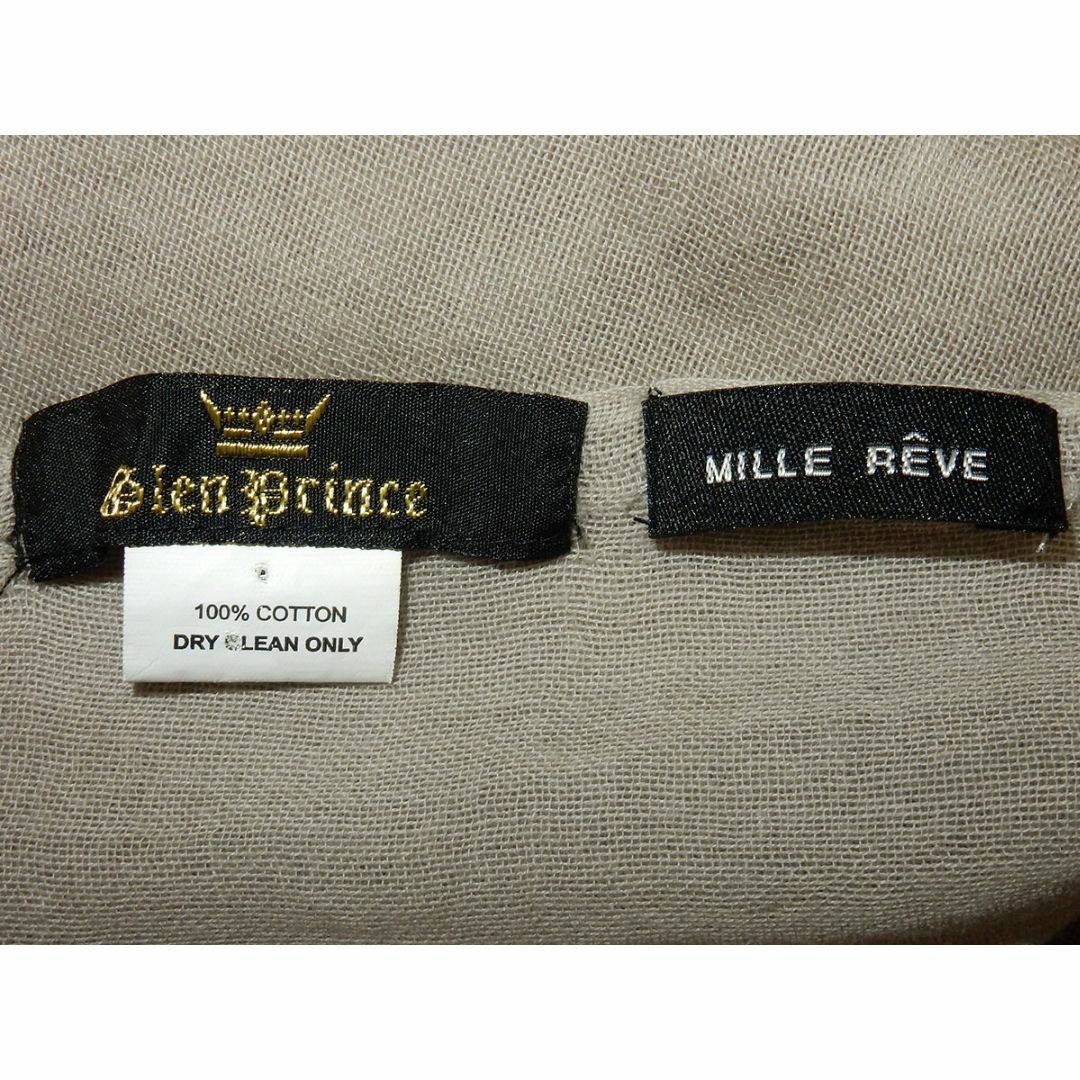 Glen Prince
MILLE RÊVE
100% COTTON
DRY CLEAN ONLY